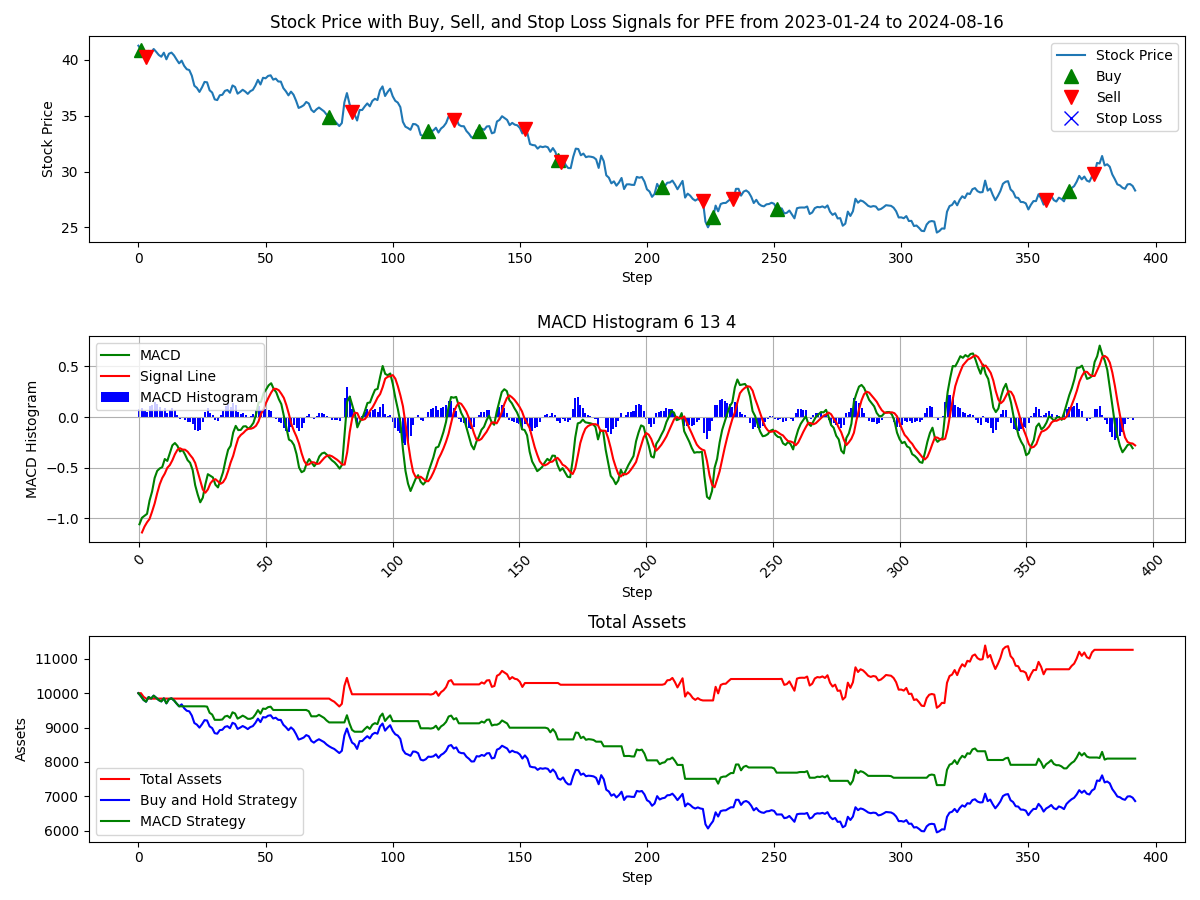 Stock Price with Buy, Sell, and Stop Loss Signals for PFE from 2023-01-24 to 2024-08-16
Stock Price
40
35
30
25
Stock Price
Buy
Sell
Stop Loss
0 50 100 150 200 250 300 350 400
Step
MACD Histogram 6 13 4
MACD Histogram
0.5
0.0
−0.5
−1.0
MACD
Signal Line
MACD Histogram
0 50 100 150 200 250 300 350 400
Step
Total Assets
Assets
11000
10000
9000
8000
7000
6000
Total Assets
Buy and Hold Strategy
MACD Strategy
0 50 100 150 200 250 300 350 400
Step